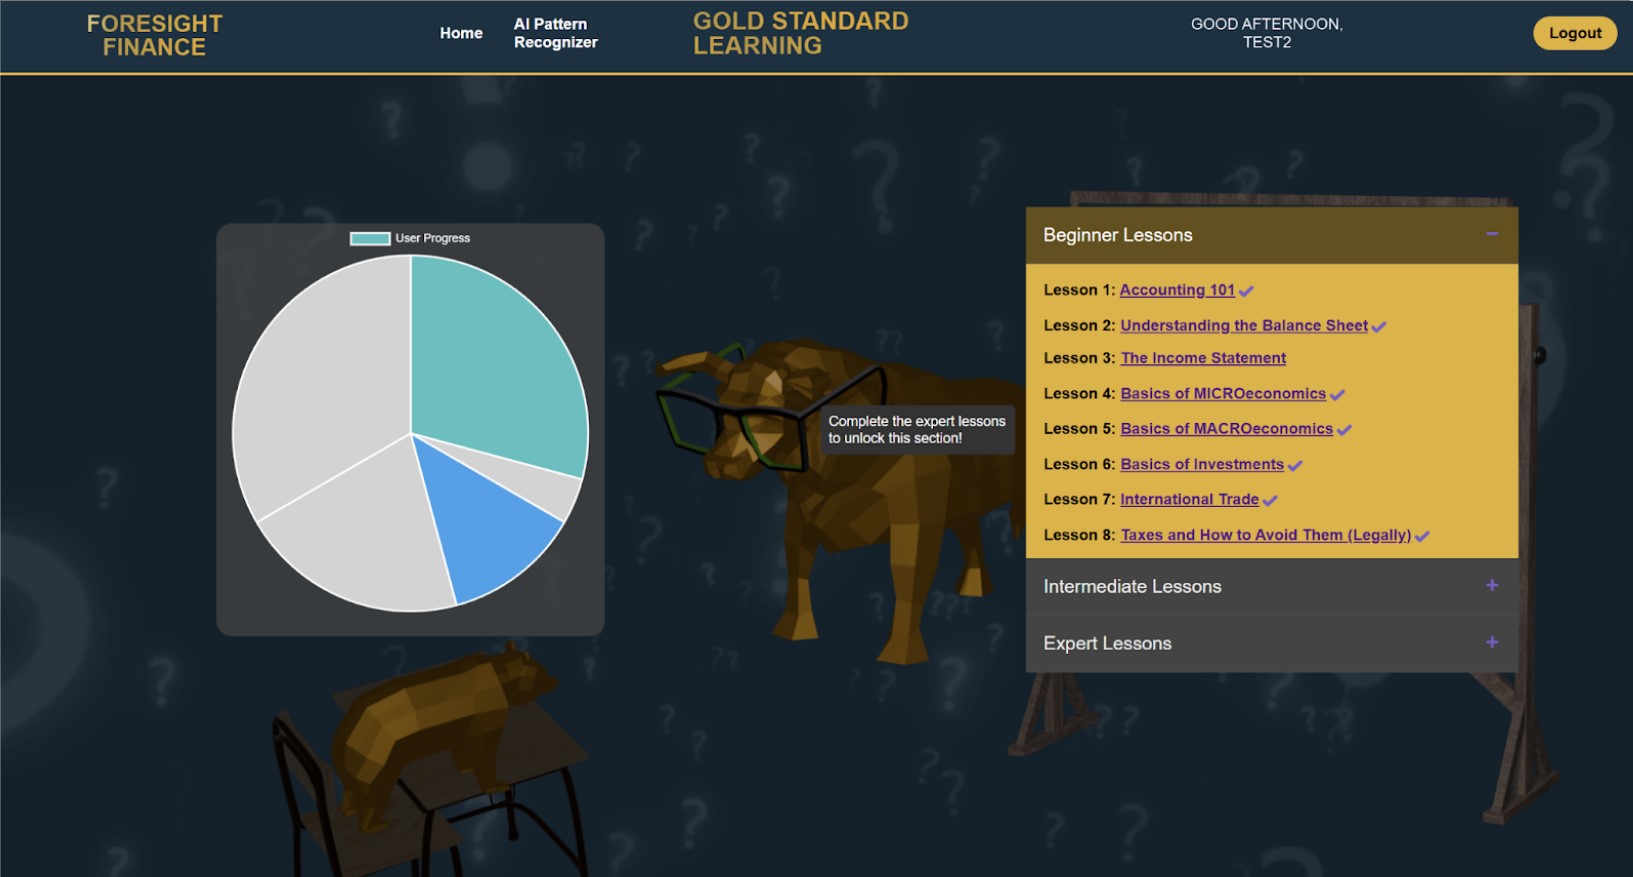 FORESIGHT
FINANCE
Home
AI Pattern
Recognizer
GOLD STANDARD
LEARNING
GOOD AFTERNOON,
TEST2
Logout
User Progress
Complete the expert lessons
to unlock this section!
Beginner Lessons
Lesson 1: Accounting 101
Lesson 2: Understanding the Balance Sheet
Lesson 3: The Income Statement
Lesson 4: Basics of MICROeconomics
Lesson 5: Basics of MACROeconomics
Lesson 6: Basics of Investments
Lesson 7: International Trade
Lesson 8: Taxes and How to Avoid Them (Legally)
Intermediate Lessons
Expert Lessons